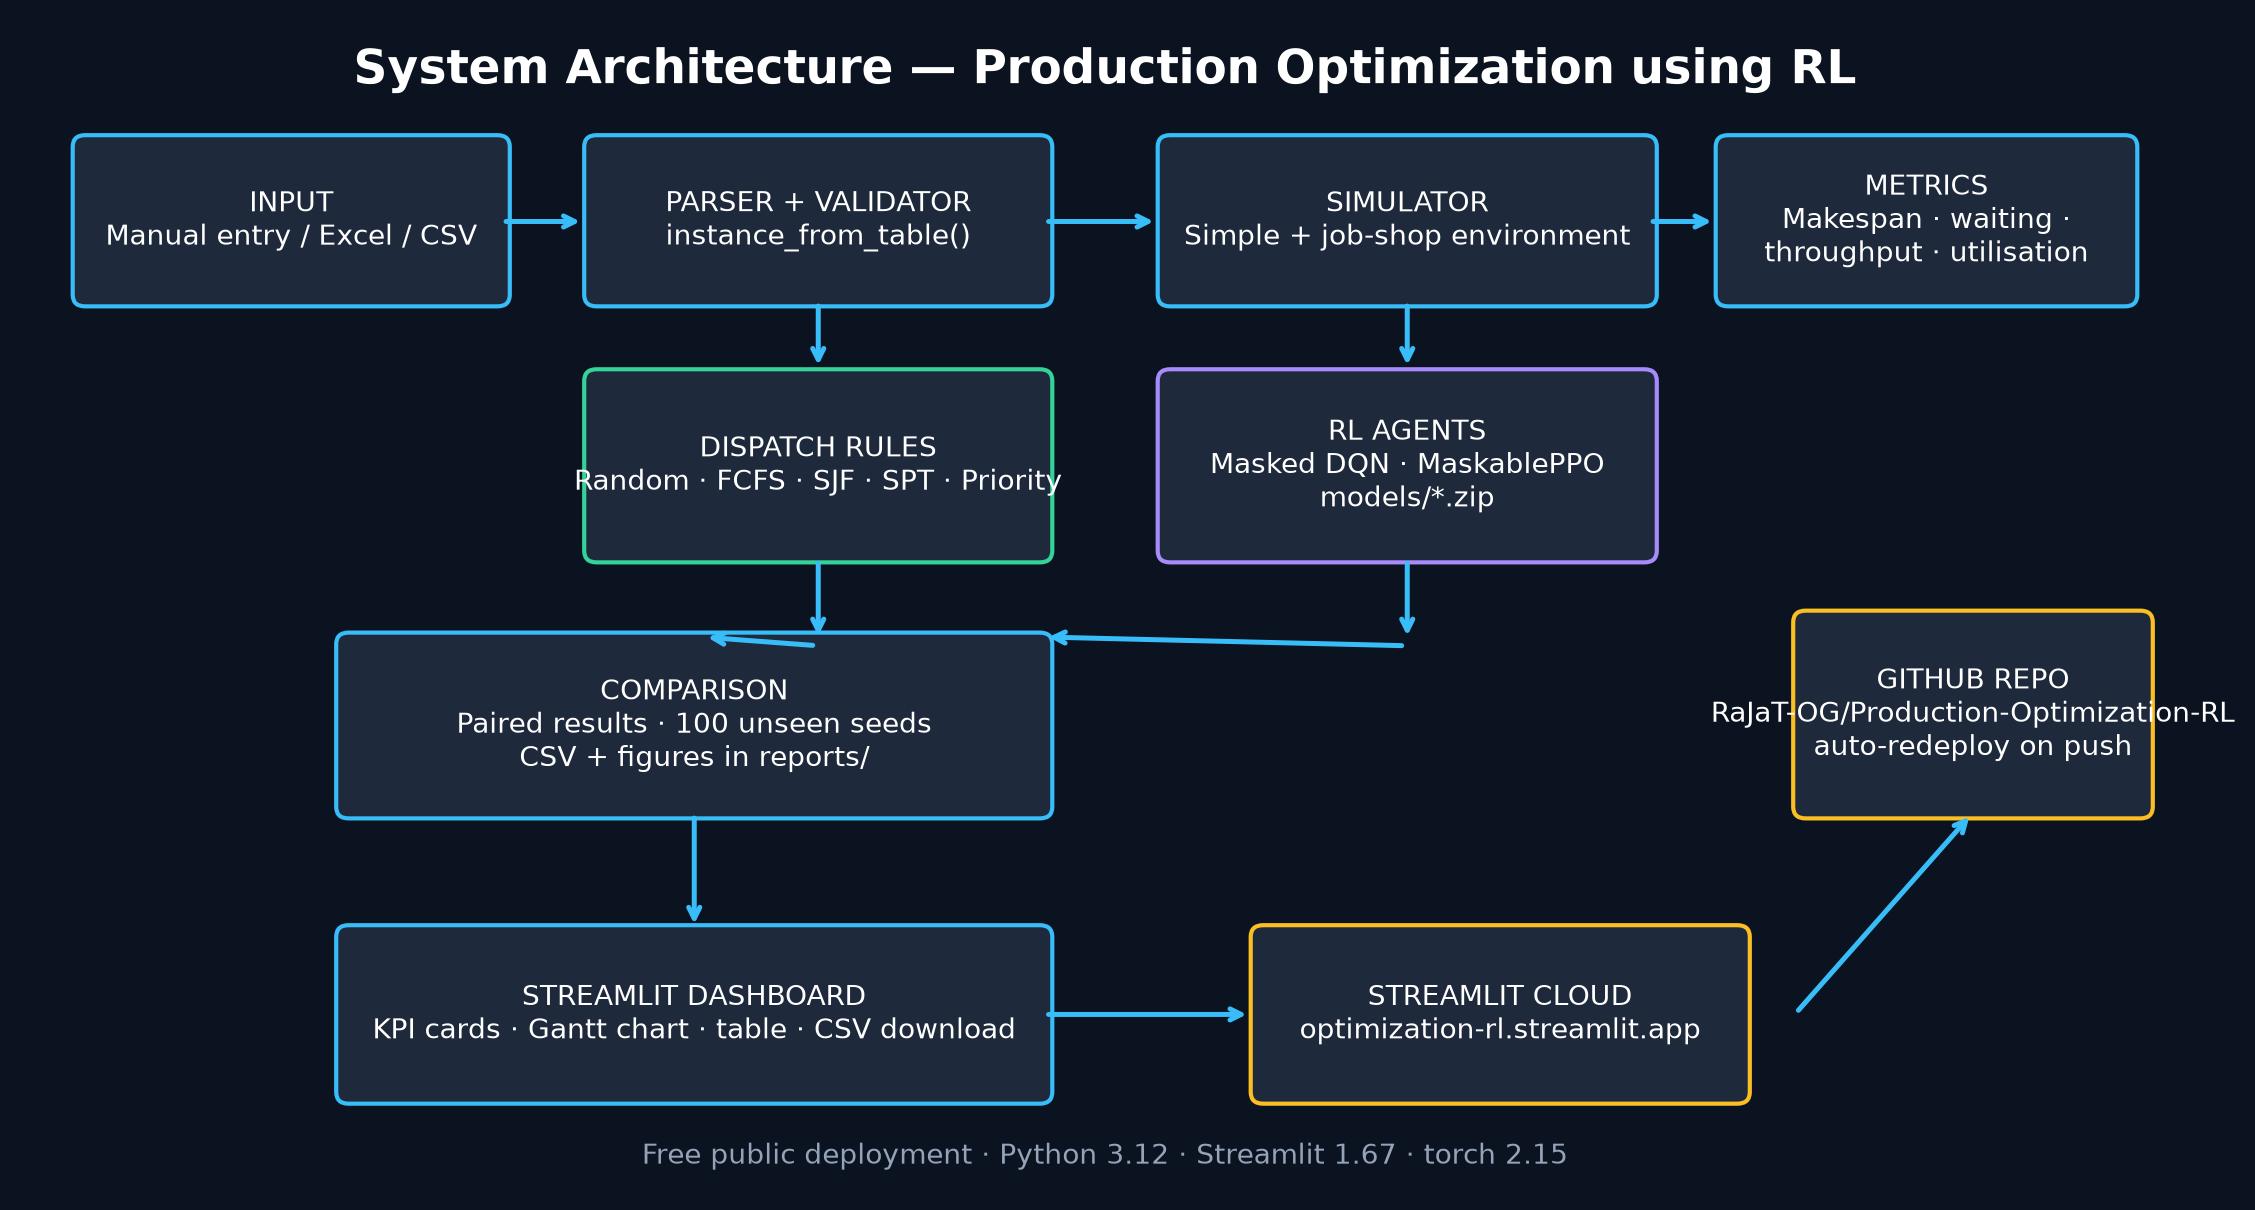 System Architecture — Production Optimization using RL
INPUT
Manual entry / Excel / CSV
PARSER + VALIDATOR
instance_from_table()
SIMULATOR
Simple + job-shop environment
METRICS
Makespan · waiting ·
throughput · utilisation
DISPATCH RULES
Random · FCFS · SJF · SPT · Priority
RL AGENTS
Masked DQN · MaskablePPO
models/*.zip
COMPARISON
Paired results · 100 unseen seeds
CSV + figures in reports/
GITHUB REPO
RaJaT-OG/Production-Optimization-RL
auto-redeploy on push
STREAMLIT DASHBOARD
KPI cards · Gantt chart · table · CSV download
STREAMLIT CLOUD
optimization-rl.streamlit.app
Free public deployment · Python 3.12 · Streamlit 1.67 · torch 2.15